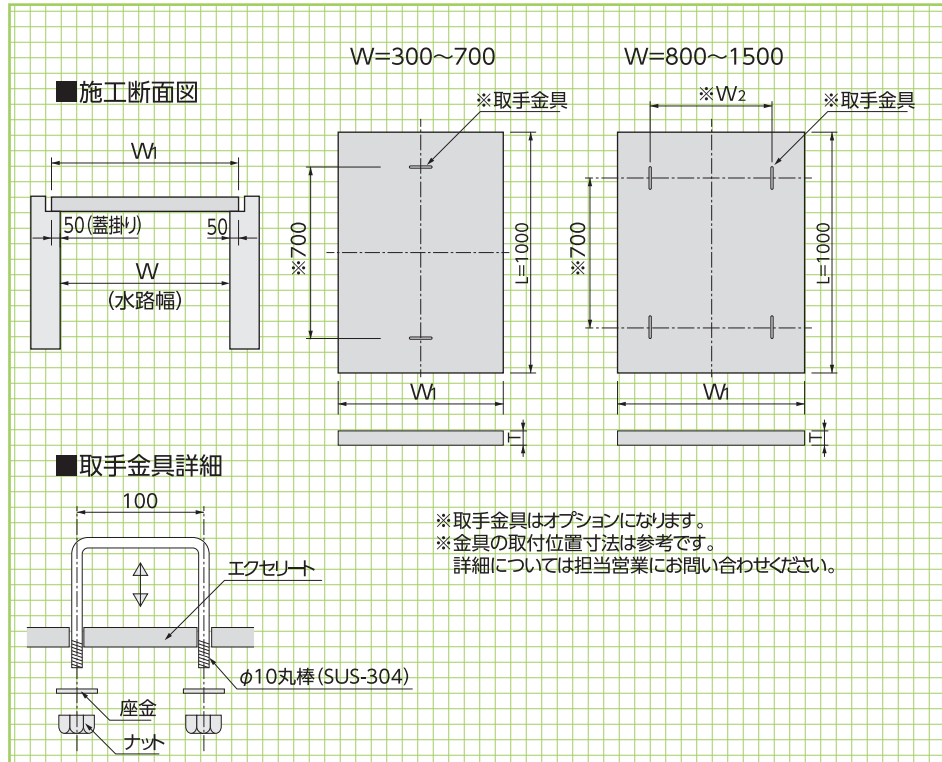 ■施工断面図
W1
50(蓋掛り)
50
W
(水路幅)
W=300～700
※取手金具
※700
L=1000
W1
T
W=800～1500
※W2
※取手金具
※700
L=1000
W1
T
■取手金具詳細
100
エクセリート
φ10丸棒(SUS-304)
座金
ナット
※取手金具はオプションになります。
※金具の取付位置寸法は参考です。
詳細については担当営業にお問い合わせください。